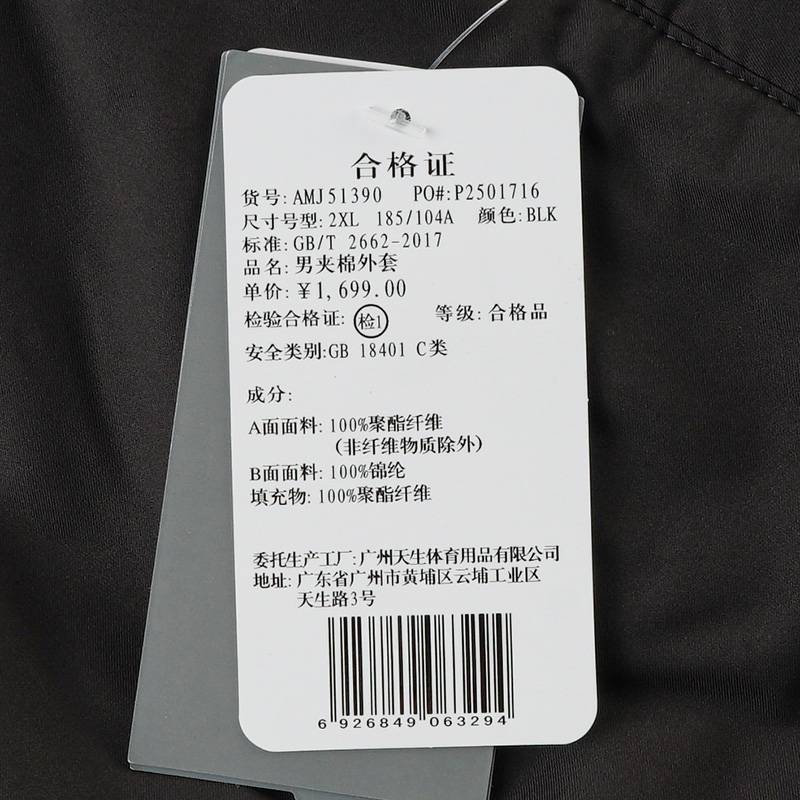 合格证
货号: AMJ51390 PO#:P2501716
尺寸号型: 2XL 185/104A 颜色: BLK
标准: GB/T 2662-2017
品名: 男夹棉外套
单价: ¥1,699.00
检验合格证: 检1 等级: 合格品
安全类别:GB 18401 C类
成分:
A面面料: 100%聚酯纤维
(非纤维物质除外)
B面面料: 100%锦纶
填充物: 100%聚酯纤维
委托生产工厂: 广州天生体育用品有限公司
地址: 广东省广州市黄埔区云埔工业区
天生路3号
6 926849 063294